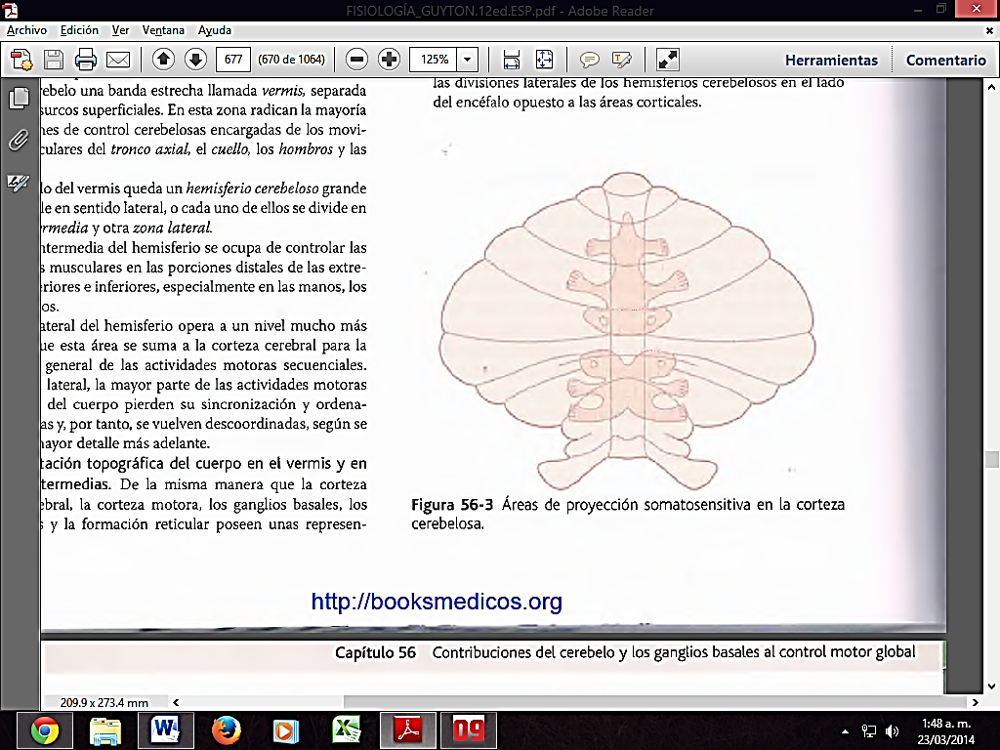 FISIOLOGÍA_GUYTON.12ed.ESP.pdf - Adobe Reader
Archivo Edición Ver Ventana Ayuda
677 (670 de 1064) 125% Herramientas Comentario
ebelo una banda estrecha llamada vermis, separada
surcos superficiales. En esta zona radican la mayoría
nes de control cerebelosas encargadas de los movi-
culares del tronco axial, el cuello, los hombros y las
lo del vermis queda un hemisferio cerebeloso grande
le en sentido lateral, o cada uno de ellos se divide en
ermedia y otra zona lateral.
ntermedia del hemisferio se ocupa de controlar las
s musculares en las porciones distales de las extre-
eriores e inferiores, especialmente en las manos, los
os.
ateral del hemisferio opera a un nivel mucho más
ue esta área se suma a la corteza cerebral para la
general de las actividades motoras secuenciales.
lateral, la mayor parte de las actividades motoras
del cuerpo pierden su sincronización y ordena-
as y, por tanto, se vuelven descoordinadas, según se
mayor detalle más adelante.
tación topográfica del cuerpo en el vermis y en
termedias. De la misma manera que la corteza
ebral, la corteza motora, los ganglios basales, los
s y la formación reticular poseen unas represen-
las divisiones laterales de los hemisferios cerebelosos en el lado
del encéfalo opuesto a las áreas corticales.
Figura 56-3 Áreas de proyección somatosensitiva en la corteza
cerebelosa.
http://booksmedicos.org
Capítulo 56 Contribuciones del cerebelo y los ganglios basales al control motor global
209.9 x 273.4 mm
1:48 a. m.
23/03/2014